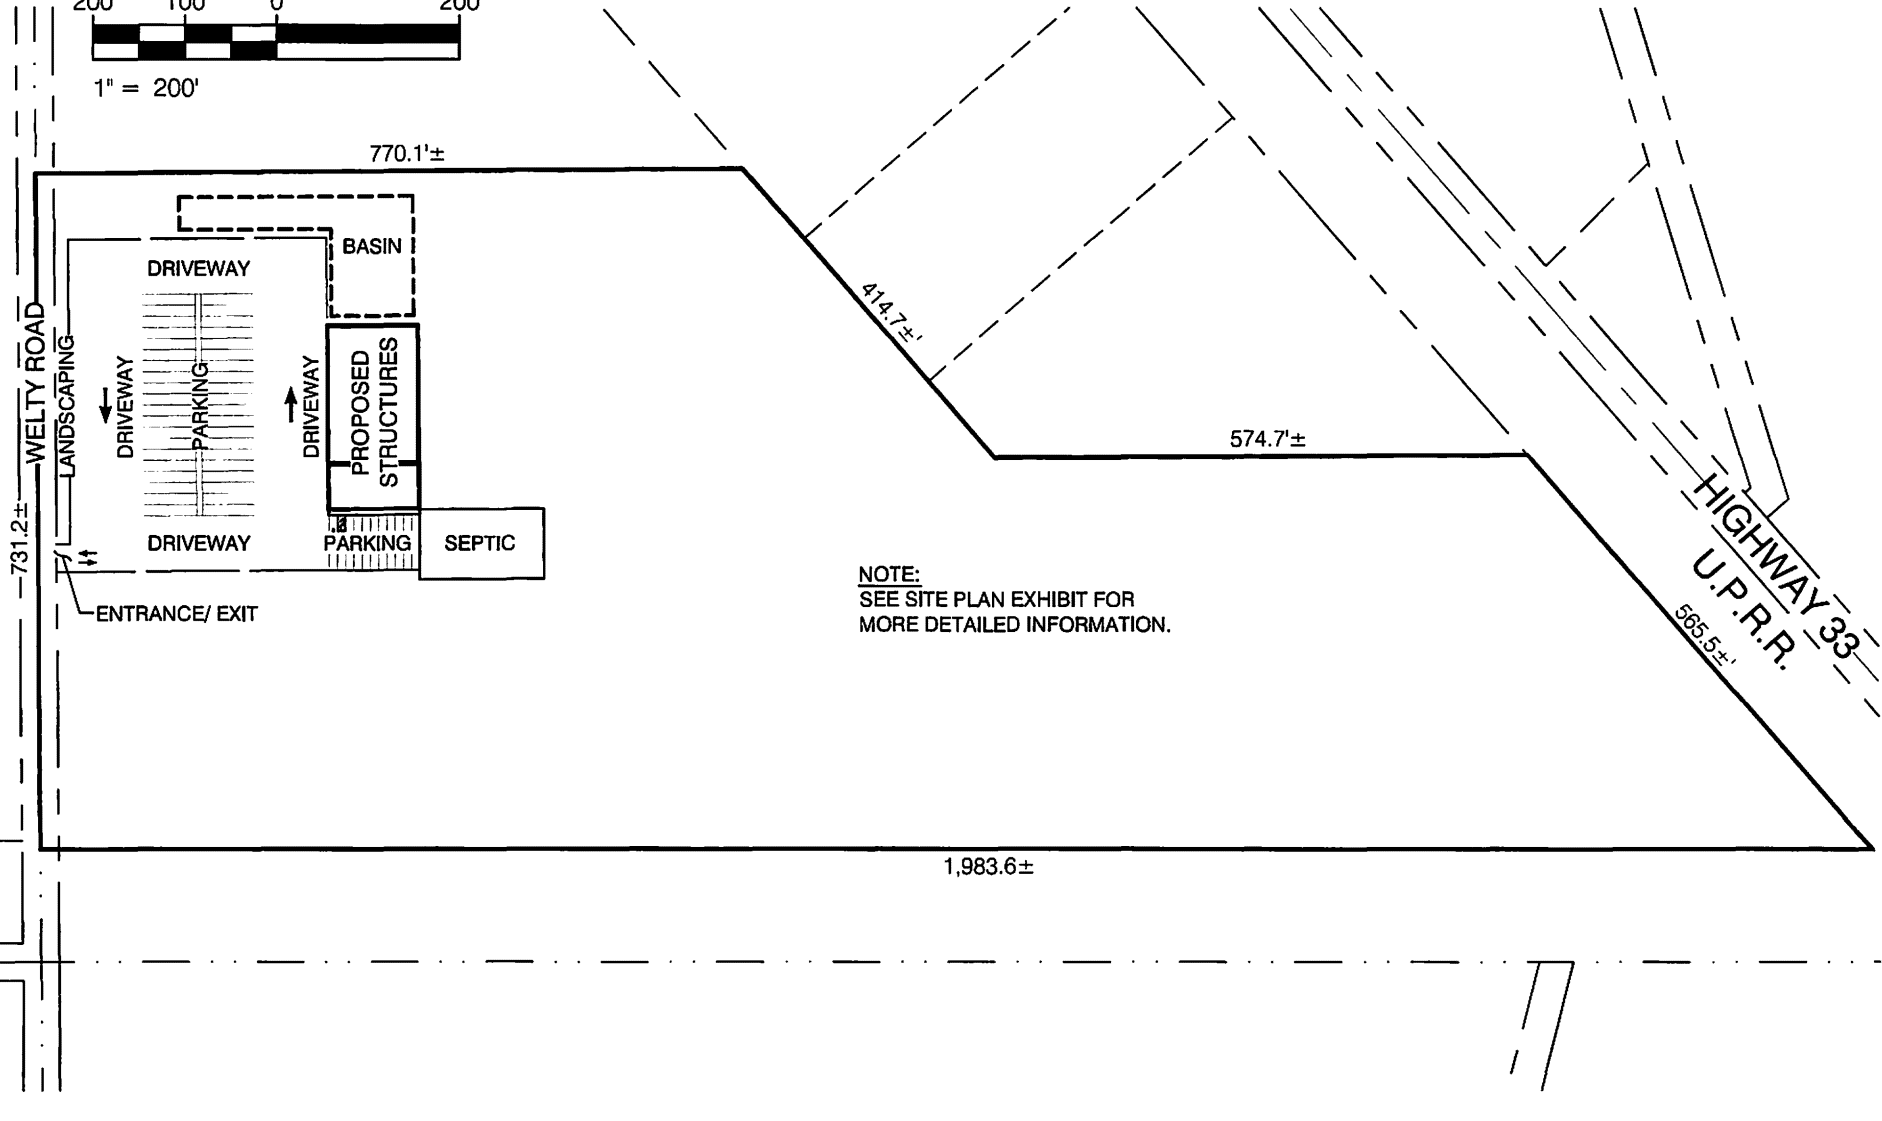 200 100 0 200
1" = 200'
770.1'±
BASIN
DRIVEWAY
414.7±'
WELTY ROAD
LANDSCAPING
DRIVEWAY
PARKING
DRIVEWAY
PROPOSED
STRUCTURES
574.7'±
731.2±
DRIVEWAY
PARKING
SEPTIC
HIGHWAY 33
U.P.R.R.
565.5±'
NOTE:
SEE SITE PLAN EXHIBIT FOR
MORE DETAILED INFORMATION.
ENTRANCE/ EXIT
1,983.6±